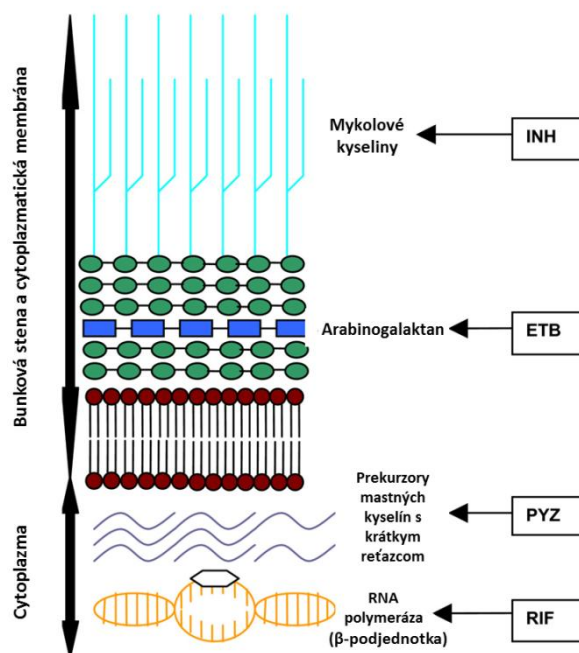 Bunková stena a cytoplazmatická membrána
Mykolové
kyseliny
INH
Arabinogalaktan
ETB
Cytoplazma
Prekurzory
mastných
kyselín s
krátkym
reťazcom
PYZ
RNA
polymeráza
(β-podjednotka)
RIF